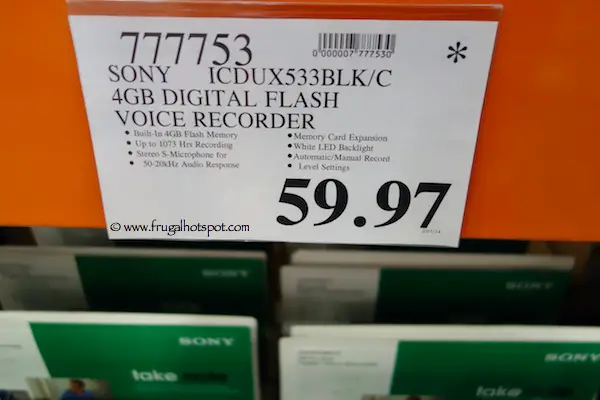 777753
0"000007"777530"
*
SONY ICDUX533BLK/C
4GB DIGITAL FLASH
VOICE RECORDER
• Built-In 4GB Flash Memory
• Up to 1073 Hrs Recording
• Stereo S-Microphone for
• 50-20kHz Audio Response
• Memory Card Expansion
• White LED Backlight
• Automatic/Manual Record
• Level Settings
59.97
© www.frugalhotspot.com
SONY
SONY
SONY
take note
SONY
take